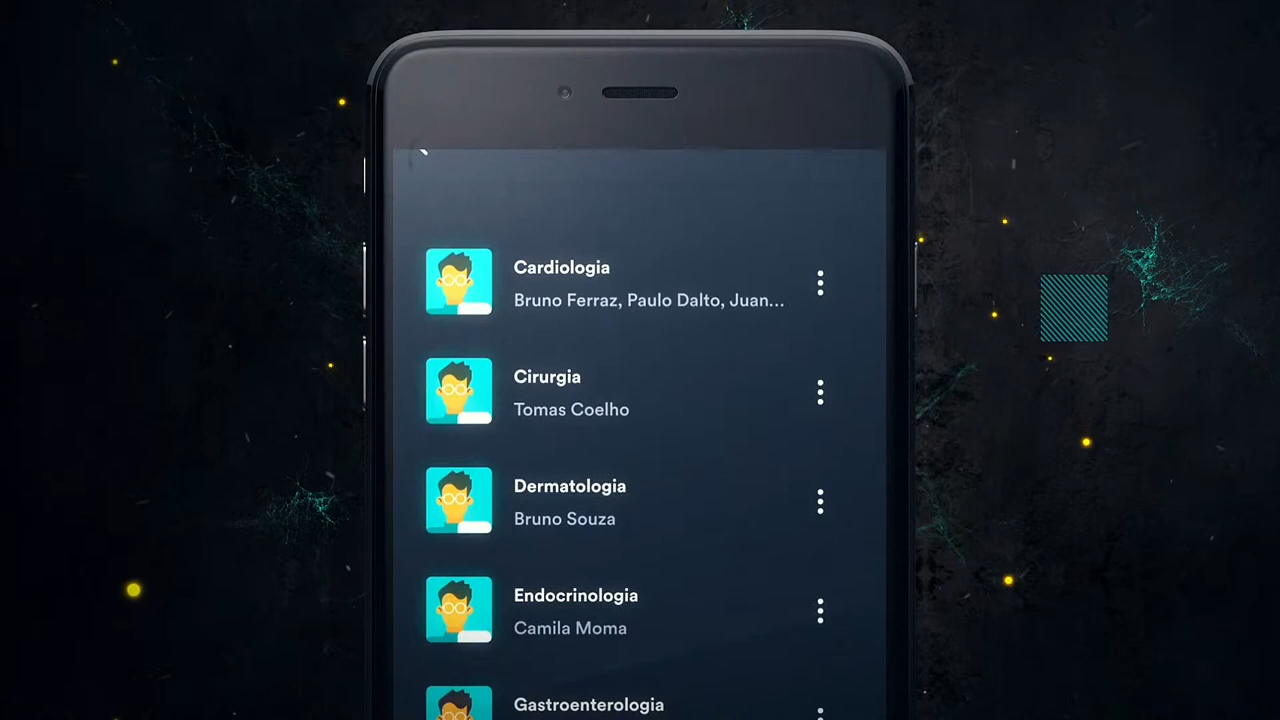 Cardiologia
Bruno Ferraz, Paulo Dalto, Juan...
Cirurgia
Tomas Coelho
Dermatologia
Bruno Souza
Endocrinologia
Camila Moma
Gastroenterologia